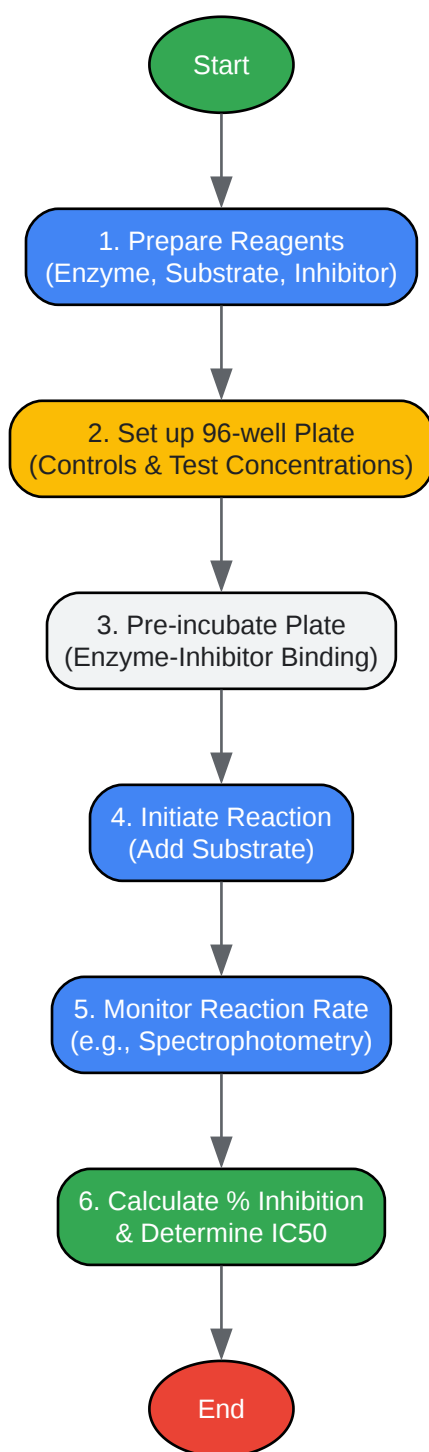 Start
1. Prepare Reagents
(Enzyme, Substrate, Inhibitor)
2. Set up 96-well Plate
(Controls & Test Concentrations)
3. Pre-incubate Plate
(Enzyme-Inhibitor Binding)
4. Initiate Reaction
(Add Substrate)
5. Monitor Reaction Rate
(e.g., Spectrophotometry)
6. Calculate % Inhibition
& Determine IC50
End